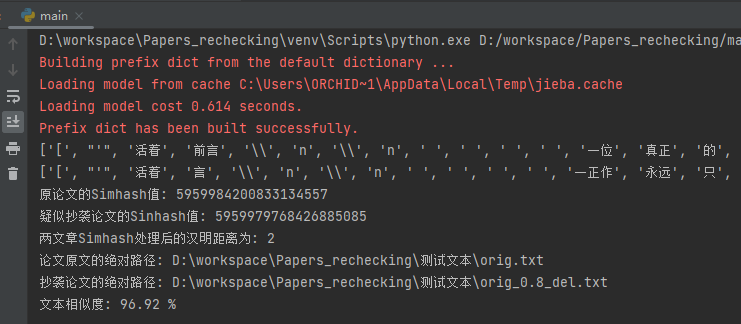 main
D:\workspace\Papers_rechecking\venv\Scripts\python.exe D:/workspace/Papers_rechecking/ma
Building prefix dict from the default dictionary ...
Loading model from cache C:\Users\ORCHID~1\AppData\Local\Temp\jieba.cache
Loading model cost 0.614 seconds.
Prefix dict has been built successfully.
['[', "'", '活着', '前言', '\\', 'n', '\\', 'n', ' ', ' ', ' ', ' ', '一位', '真正', '的',
['[', "'", '活着', '言', '\\', 'n', '\\', 'n', ' ', ' ', ' ', ' ', '一正作', '永远', '只',
原论文的Simhash值: 5959984200833134557
疑似抄袭论文的Sinhash值: 5959979768426885085
两文章Simhash处理后的汉明距离为: 2
论文原文的绝对路径: D:\workspace\Papers_rechecking\测试文本\orig.txt
抄袭论文的绝对路径: D:\workspace\Papers_rechecking\测试文本\orig_0.8_del.txt
文本相似度: 96.92 %